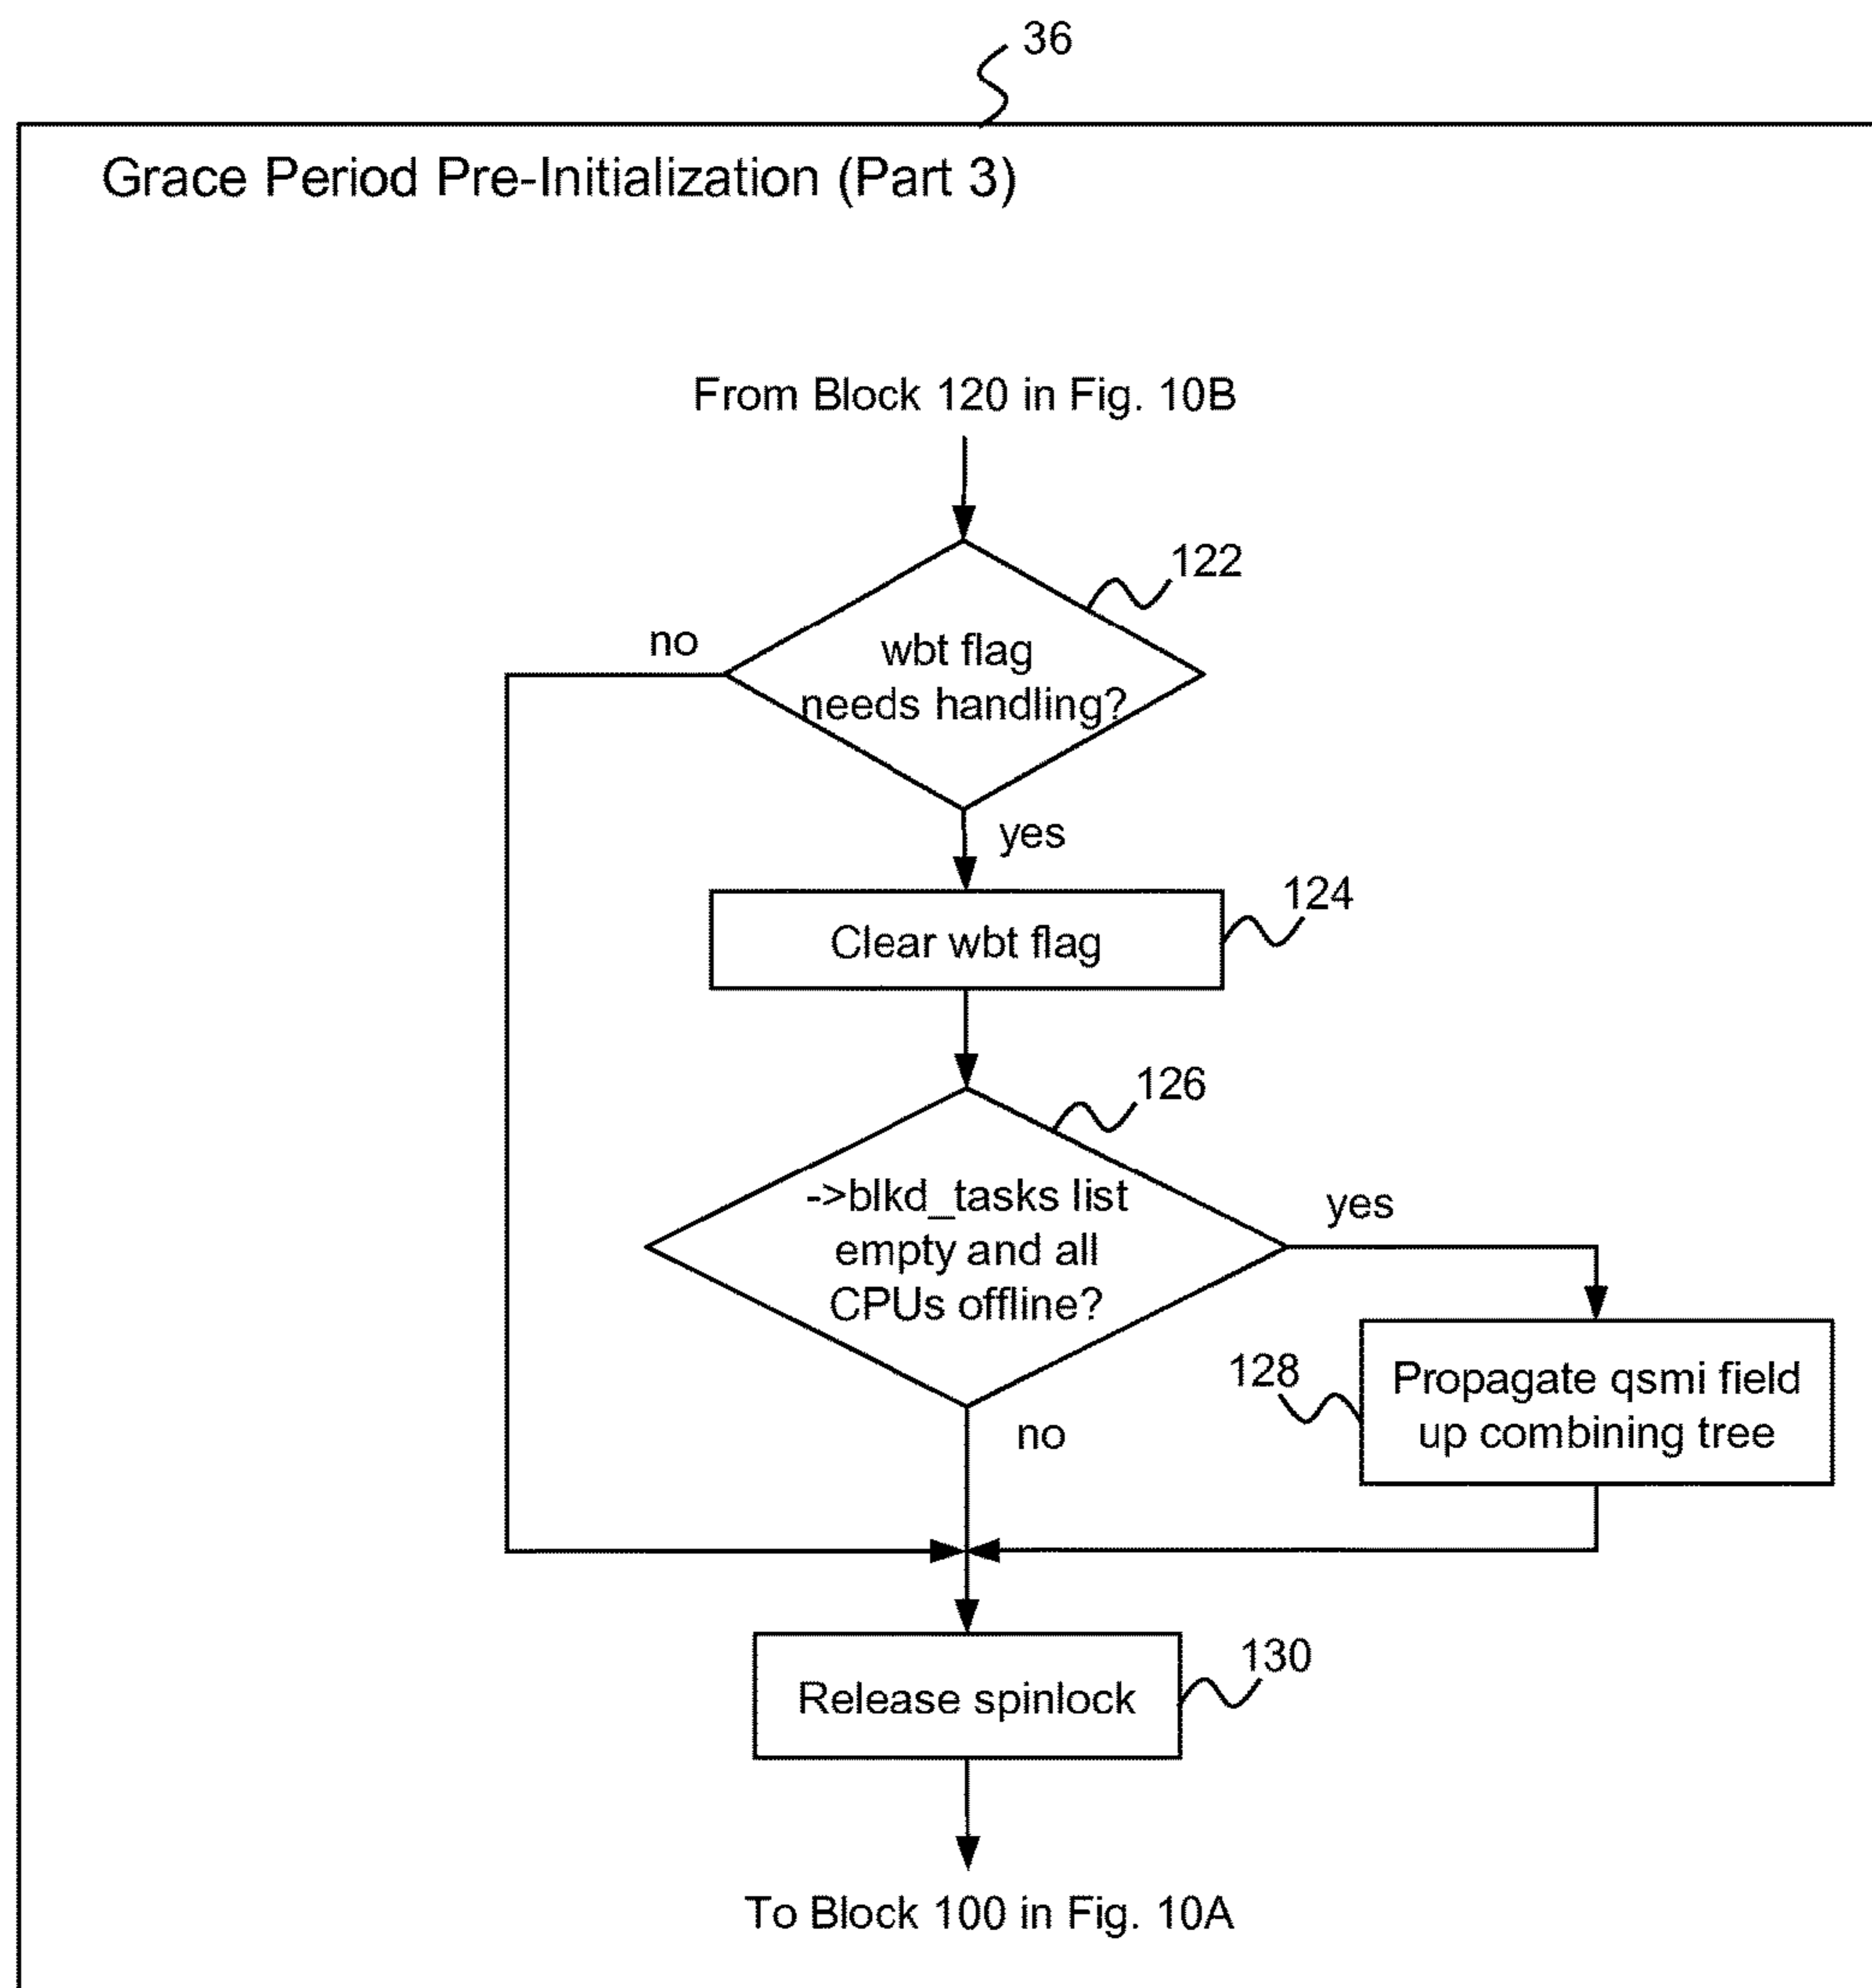 36
Grace Period Pre-Initialization (Part 3)
From Block 120 in Fig. 10B
122
no
wbt flag
needs handling?
yes
124
Clear wbt flag
126
->blkd_tasks list
empty and all
CPUs offline?
yes
128
Propagate qsmi field
up combining tree
no
130
Release spinlock
To Block 100 in Fig. 10A